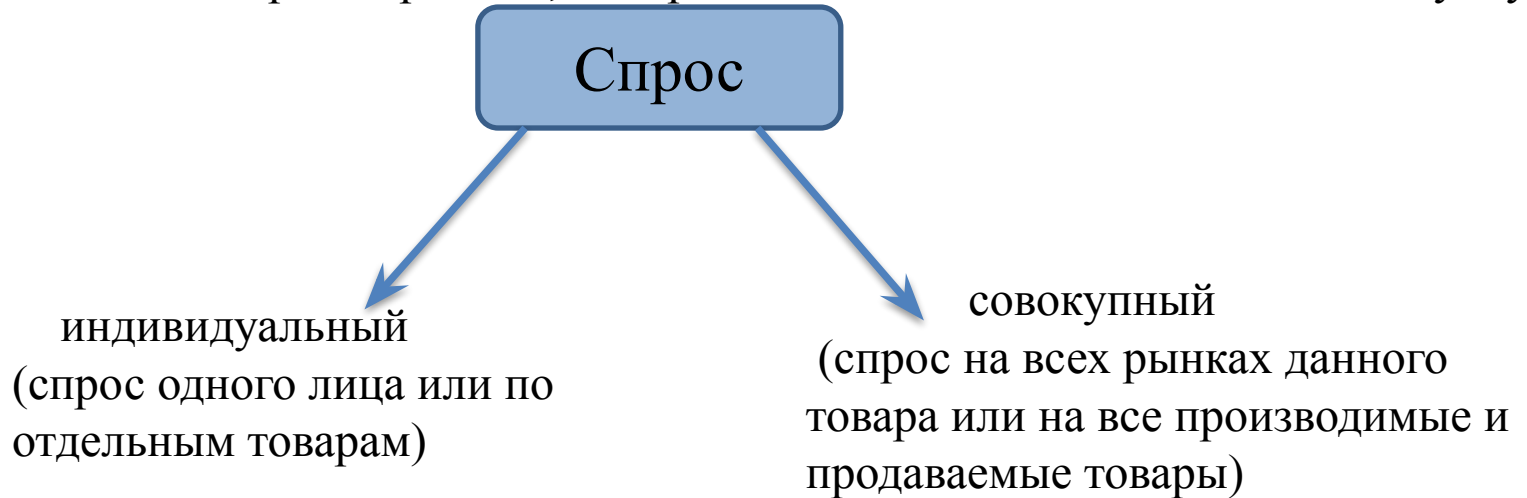 Спрос
индивидуальный
(спрос одного лица или по
отдельным товарам)
совокупный
(спрос на всех рынках данного
товара или на все производимые и
продаваемые товары)